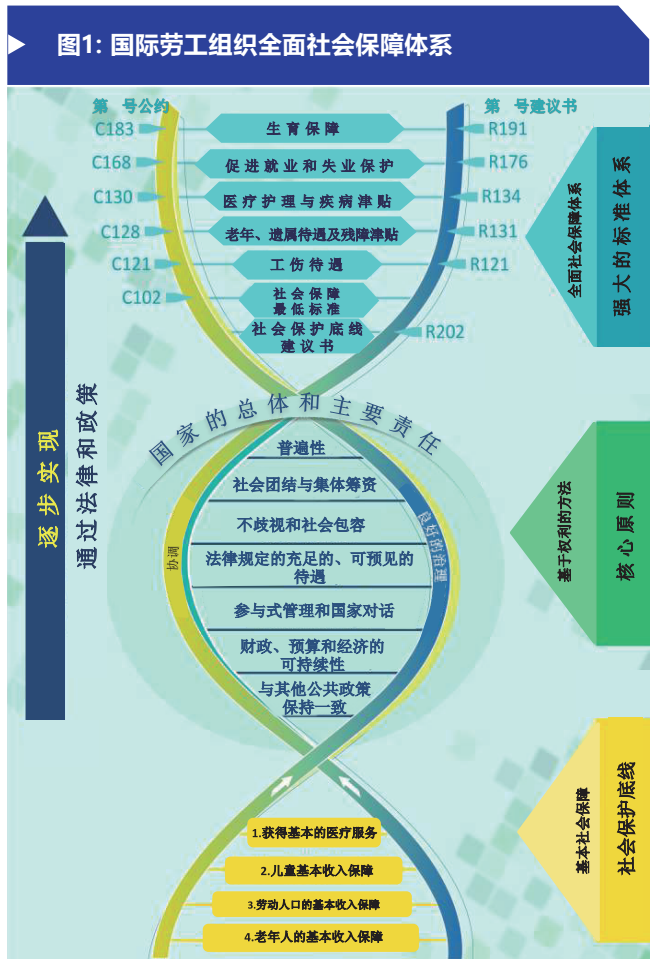 图1: 国际劳工组织全面社会保障体系
第 号公约
第 号建议书
C183
生育保障
R191
C168
促进就业和失业保护
R176
C130
医疗护理与疾病津贴
R134
C128
老年、遗属待遇及残障津贴
R131
C121
工伤待遇
R121
C102
社会保障
最低标准
社会保护底线
建议书
R202
全面社会保障体系
强大的标准体系
逐步实现
通过法律和政策
国家的总体和主要责任
普遍性
社会团结与集体筹资
不歧视和社会包容
法律规定的充足的、可预见的
待遇
参与式管理和国家对话
财政、预算和经济的
可持续性
与其他公共政策
保持一致
协调
良好的治理
基于权利的方法
核心原则
1.获得基本的医疗服务
2.儿童基本收入保障
3.劳动人口的基本收入保障
4.老年人的基本收入保障
基本社会保障
社会保护底线